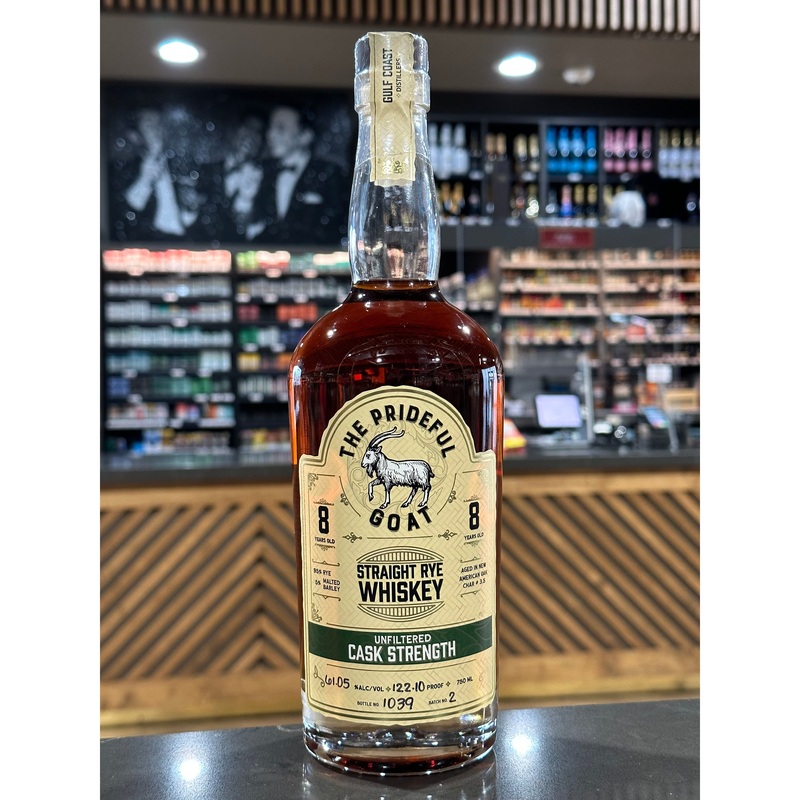 GULF COAST
DISTILLERS
THE PRIDEFUL
GOAT
8
YEARS OLD
8
YEARS OLD
RYE
MALTED
BARLEY
STRAIGHT RYE
WHISKEY
AGED IN NEW
AMERICAN OAK
CHAR # 3.5
UNFILTERED
CASK STRENGTH
61.05 %ALC/VOL 122.10 PROOF 750 ML
BOTTLE NO. 1039 BATCH NO. 2